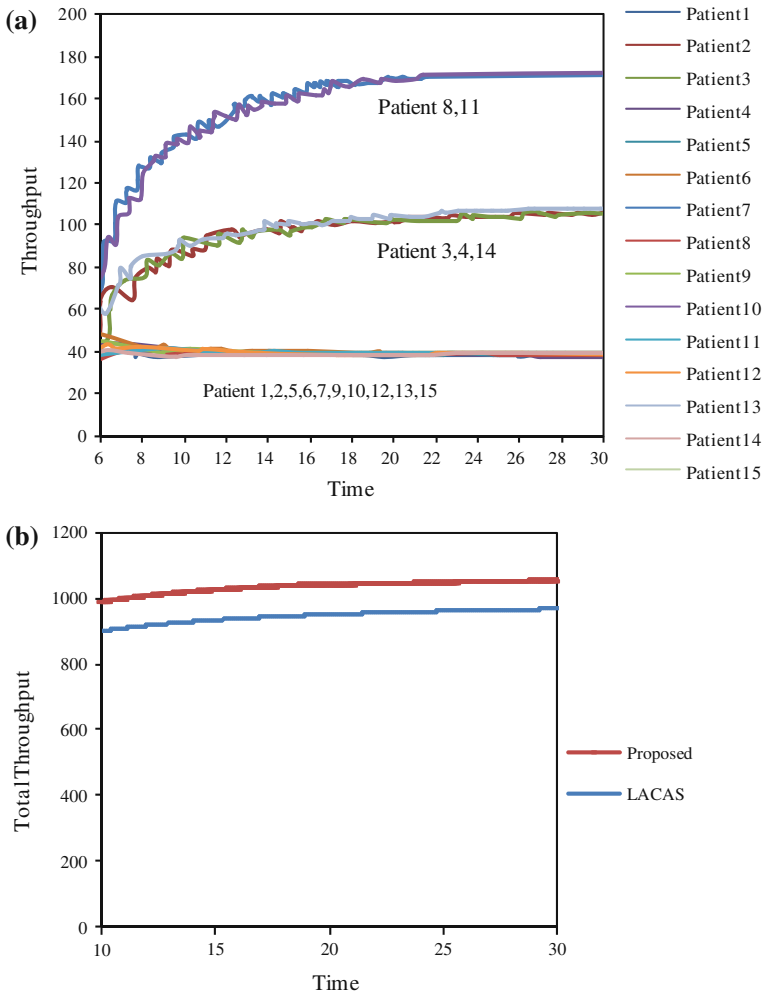 (a)
200
180
160
140
120
100
80
60
40
20
0
Throughput
6 8 10 12 14 16 18 20 22 24 26 28 30
Time
Patient 8,11
Patient 3,4,14
Patient 1,2,5,6,7,9,10,12,13,15
Patient1
Patient2
Patient3
Patient4
Patient5
Patient6
Patient7
Patient8
Patient9
Patient10
Patient11
Patient12
Patient13
Patient14
Patient15
(b)
1200
1000
800
600
400
200
0
TotalThroughput
10 15 20 25 30
Time
Proposed
LACAS